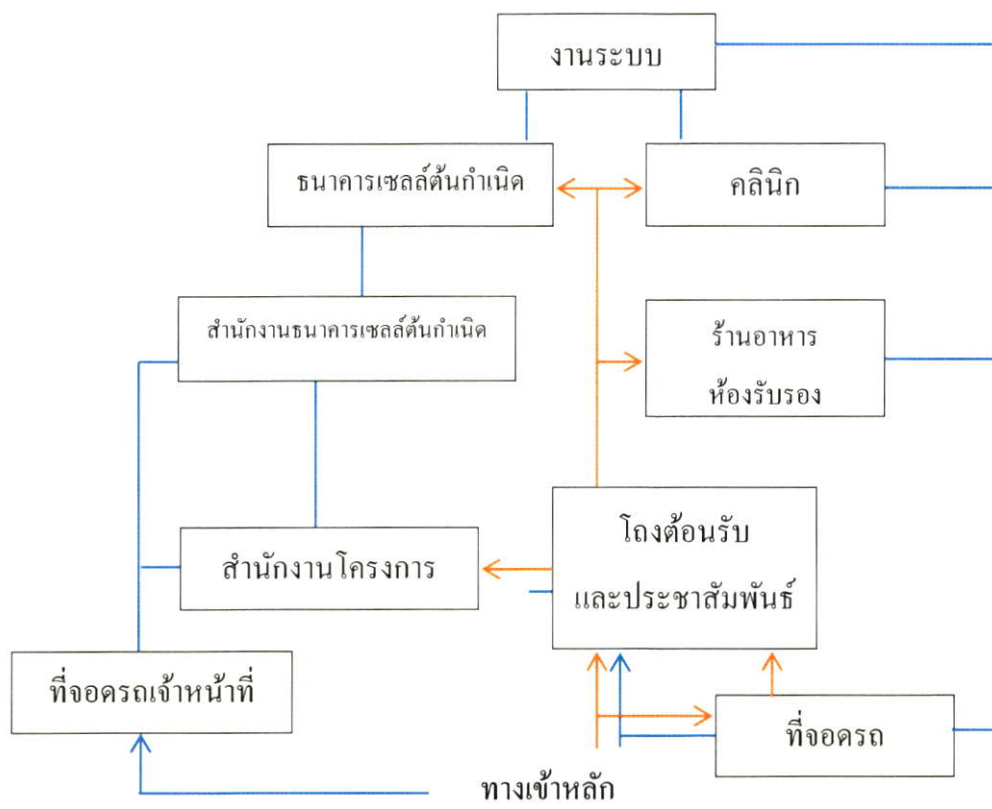 งานระบบ
ธนาคารเซลล์ต้นกำเนิด
คลินิก
สำนักงานธนาคารเซลล์ต้นกำเนิด
ร้านอาหาร
ห้องรับรอง
โถงต้อนรับ
และประชาสัมพันธ์
สำนักงานโครงการ
ที่จอดรถเจ้าหน้าที่
ที่จอดรถ
ทางเข้าหลัก